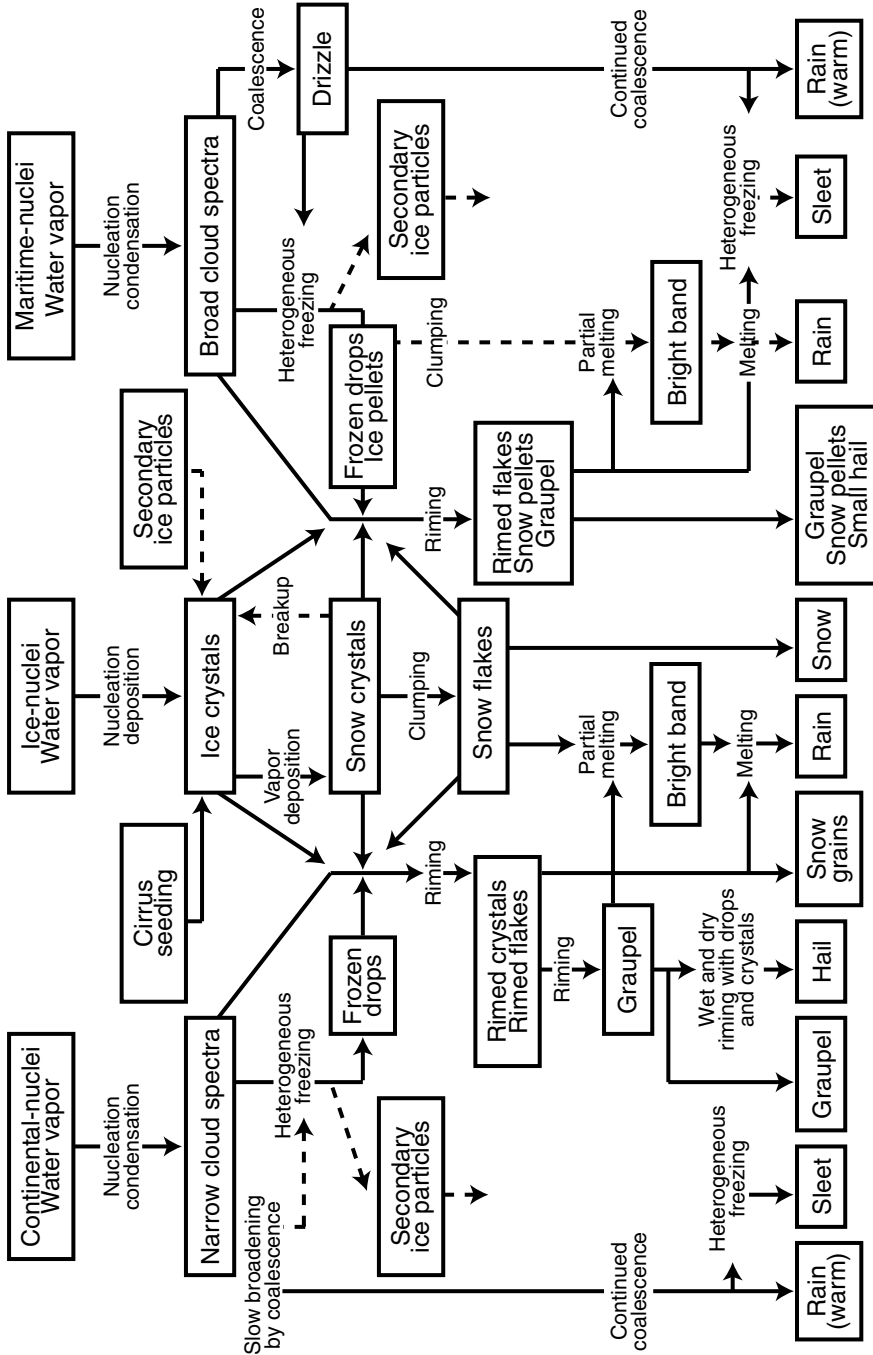 Continental-nuclei
Water vapor
Ice-nuclei
Water vapor
Maritime-nuclei
Water vapor
Nucleation
condensation
Nucleation
deposition
Nucleation
condensation
Cirrus
seeding
Secondary
ice particles
Narrow cloud spectra
Ice crystals
Broad cloud spectra
Slow broadening
by coalescence
Heterogeneous
freezing
Vapor
deposition
Breakup
Heterogeneous
freezing
Coalescence
Frozen
drops
Snow crystals
Frozen drops
Ice pellets
Drizzle
Secondary
ice particles
Secondary
ice particles
Riming
Clumping
Riming
Clumping
Rimed crystals
Rimed flakes
Snow flakes
Rimed flakes
Snow pellets
Graupel
Riming
Partial
melting
Partial
melting
Continued
coalescence
Continued
coalescence
Graupel
Bright band
Bright band
Heterogeneous
freezing
Wet and dry
riming with drops
and crystals
Melting
Melting
Heterogeneous
freezing
Rain
(warm)
Sleet
Graupel
Hail
Snow
grains
Rain
Snow
Graupel
Snow pellets
Small hail
Rain
Sleet
Rain
(warm)